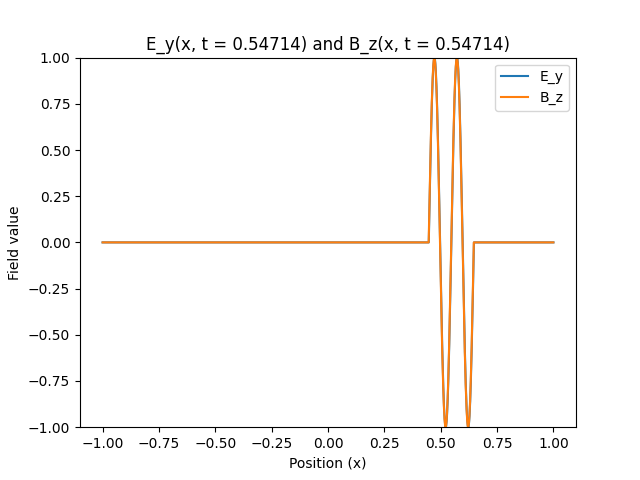 E_y(x, t = 0.54714) and B_z(x, t = 0.54714)
1.00
0.75
0.50
0.25
0.00
−0.25
−0.50
−0.75
−1.00
Field value
E_y
B_z
−1.00 −0.75 −0.50 −0.25 0.00 0.25 0.50 0.75 1.00
Position (x)